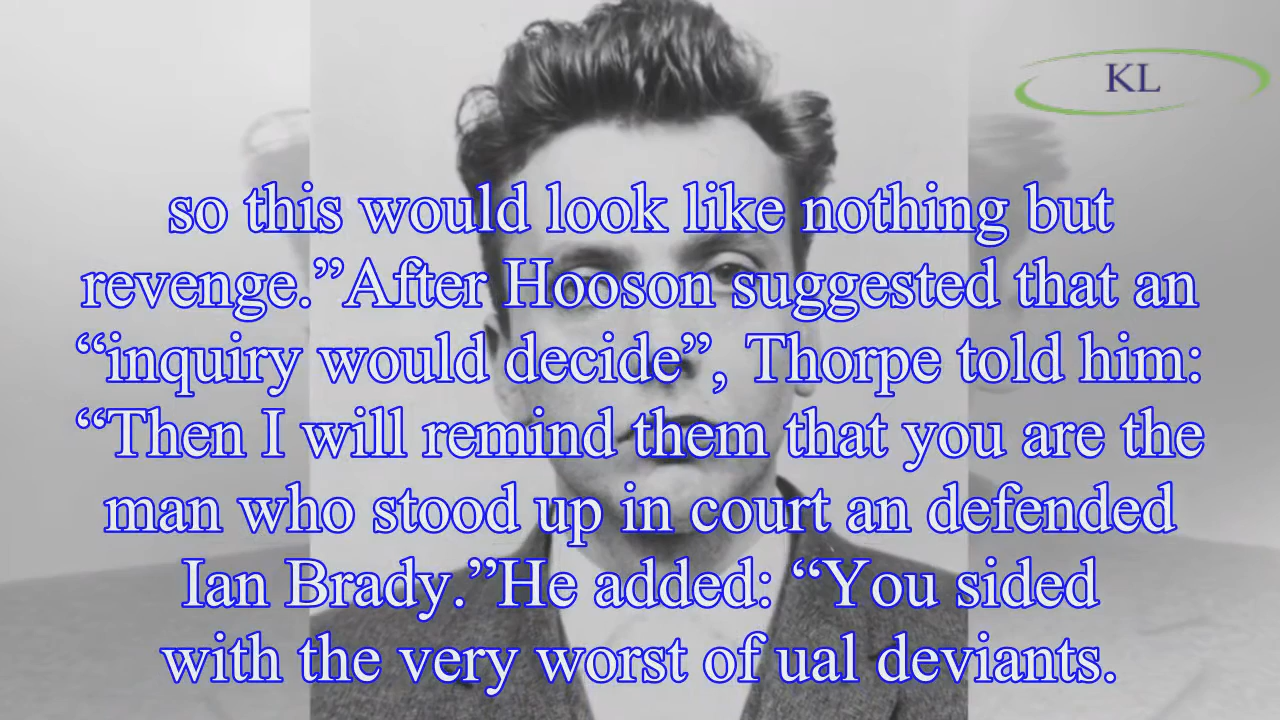 KL
so this would look like nothing but
revenge.”After Hooson suggested that an
“inquiry would decide”, Thorpe told him:
“Then I will remind them that you are the
man who stood up in court an defended
Ian Brady.”He added: “You sided
with the very worst of ual deviants.